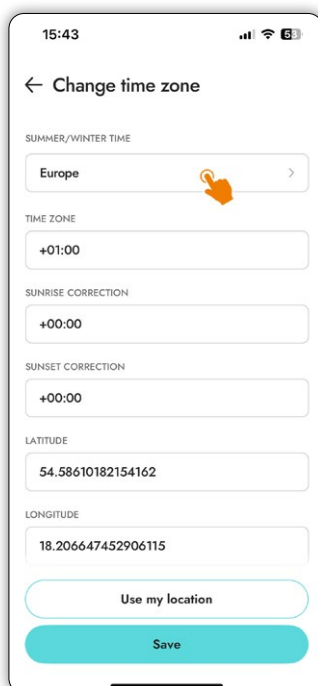 15:43
53
Change time zone
SUMMER/WINTER TIME
Europe
TIME ZONE
+01:00
SUNRISE CORRECTION
+00:00
SUNSET CORRECTION
+00:00
LATITUDE
54.58610182154162
LONGITUDE
18.206647452906115
Use my location
Save